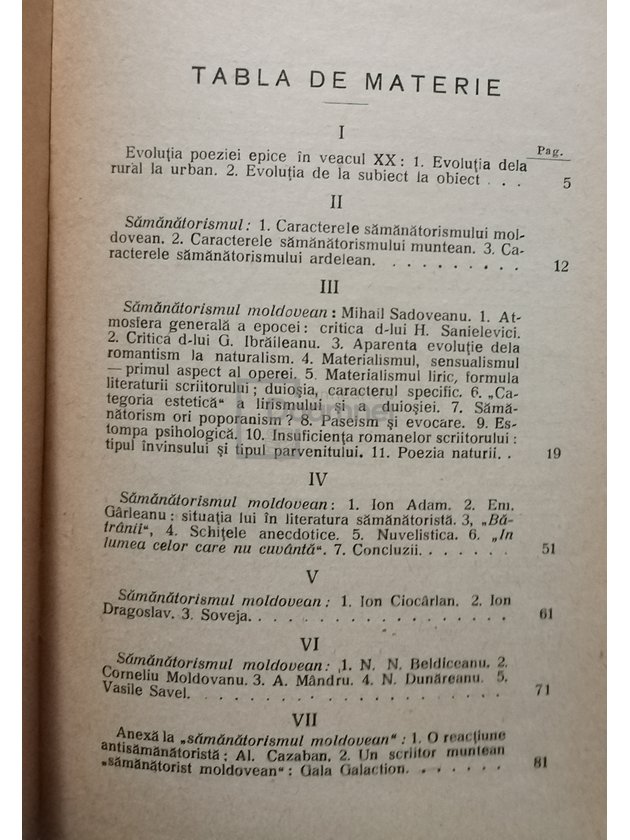 TABLA DE MATERIE
I
Pag.
Evoluția poeziei epice în veacul XX : 1. Evoluția dela
rural la urban. 2. Evoluția de la subiect la obiect . . . 5
II
Sămănătorismul : 1. Caracterele sămănătorismului mol-
dovean. 2. Caracterele sămănătorismului muntean. 3. Ca-
racterele sămănătorismului ardelean. . . . . . . . . . 12
III
Sămănătorismul moldovean : Mihail Sadoveanu. 1. At-
mosfera generală a epocei : critica d-lui H. Sanielevici.
2. Critica d-lui G. Ibrăileanu. 3. Aparenta evoluție dela
romantism la naturalism. 4. Materialismul, sensualismul
— primul aspect al operei. 5. Materialismul liric, formula
literaturii scriitorului ; duioșia, caracterul specific. 6. „Ca-
tegoria estetică“ a lirismului și a duioșiei. 7. Sămă-
nătorism ori poporanism ? 8. Paseism și evocare. 9. Es-
tompa psihologică. 10. Insuficiența romanelor scriitorului :
tipul învinsului și tipul parvenitului. 11. Poezia naturii. . 19
IV
Sămănătorismul moldovean : 1. Ion Adam. 2. Em.
Gârleanu : situația lui în literatura sămănătoristă. 3, „Bă-
trânii“, 4. Schițele anecdotice. 5. Nuvelistica. 6. „In
lumea celor care nu cuvântă“. 7. Concluzii. . . . . . . 51
V
Sămănătorismul moldovean : 1. Ion Ciocârlan. 2. Ion
Dragoslav. 3. Soveja. . . . . . . . . . . . . . . . . 61
VI
Sămănătorismul moldovean : 1. N. N. Beldiceanu. 2.
Corneliu Moldovanu. 3. A. Mândru. 4. N. Dunăreanu. 5.
Vasile Savel. . . . . . . . . . . . . . . . . . . . . 71
VII
Anexă la „sămănătorismul moldovean“ : 1. O reacțiune
antisămănătoristă ; Al. Cazaban. 2. Un scriitor muntean
„sămănătorist moldovean“ : Gala Galaction. . . . . . . 81